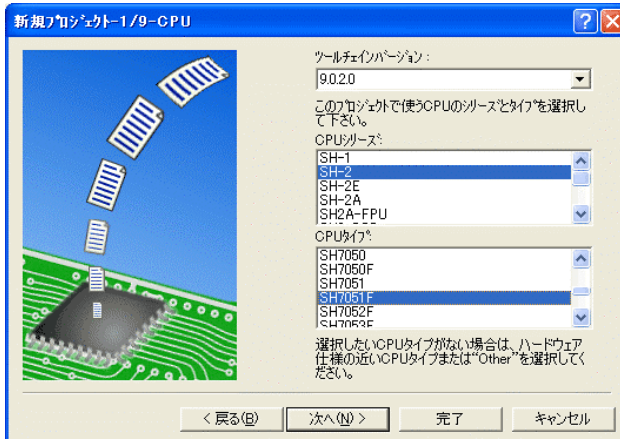 新規ﾌﾟﾛｼﾞｪｸﾄ-1/9-CPU
ﾂｰﾙﾁｪｲﾝﾊﾞｰｼﾞｮﾝ :
9.0.2.0
このﾌﾟﾛｼﾞｪｸﾄで使うCPUのｼﾘｰｽﾞとﾀｲﾌﾟを選択し
て下さい。
CPUｼﾘｰｽﾞ:
SH-1
SH-2
SH-2E
SH-2A
SH2A-FPU
CPUﾀｲﾌﾟ:
SH7050
SH7050F
SH7051
SH7051F
SH7052F
SH7053F
選択したいCPUﾀｲﾌﾟがない場合は、ハードウェア
仕様の近いCPUﾀｲﾌﾟまたは“Other”を選択してく
ださい。
< 戻る(B)
次へ(N) >
完了
キャンセル